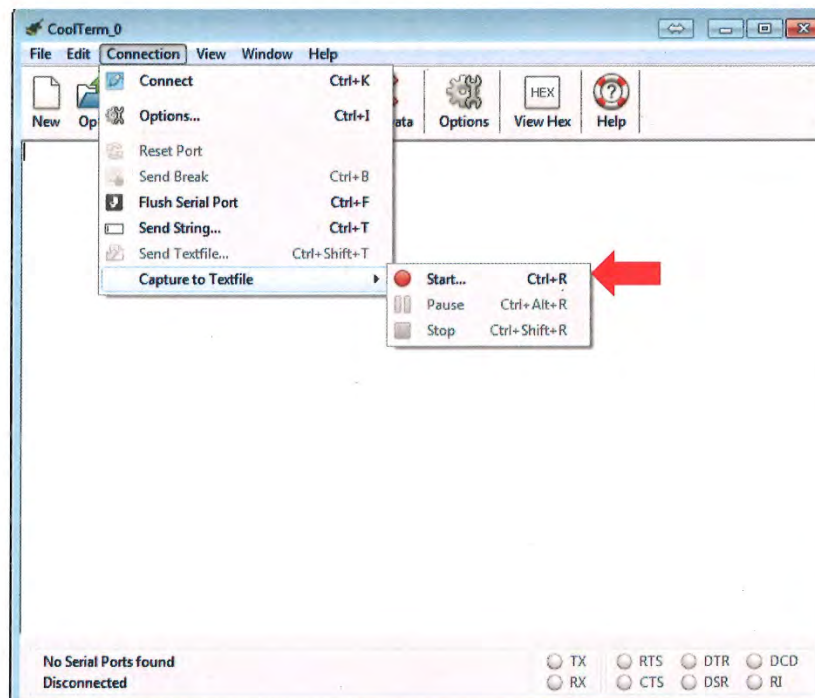 CoolTerm_0
File Edit Connection View Window Help
Connect Ctrl+K
Options... Ctrl+I
Reset Port
Send Break Ctrl+B
Flush Serial Port Ctrl+F
Send String... Ctrl+T
Send Textfile... Ctrl+Shift+T
Capture to Textfile
Start... Ctrl+R
Pause Ctrl+Alt+R
Stop Ctrl+Shift+R
New Op ata Options View Hex Help
HEX
No Serial Ports found
Disconnected
TX RTS DTR DCD
RX CTS DSR RI